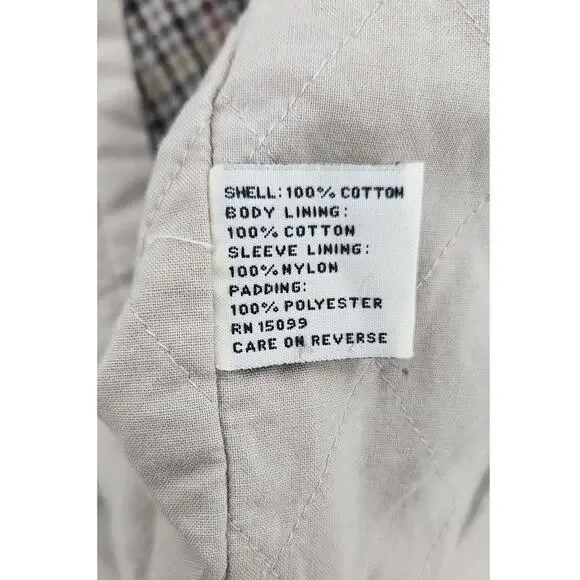 SHELL: 100% COTTON
BODY LINING:
100% COTTON
SLEEVE LINING:
100% NYLON
PADDING:
100% POLYESTER
RN 15099
CARE ON REVERSE